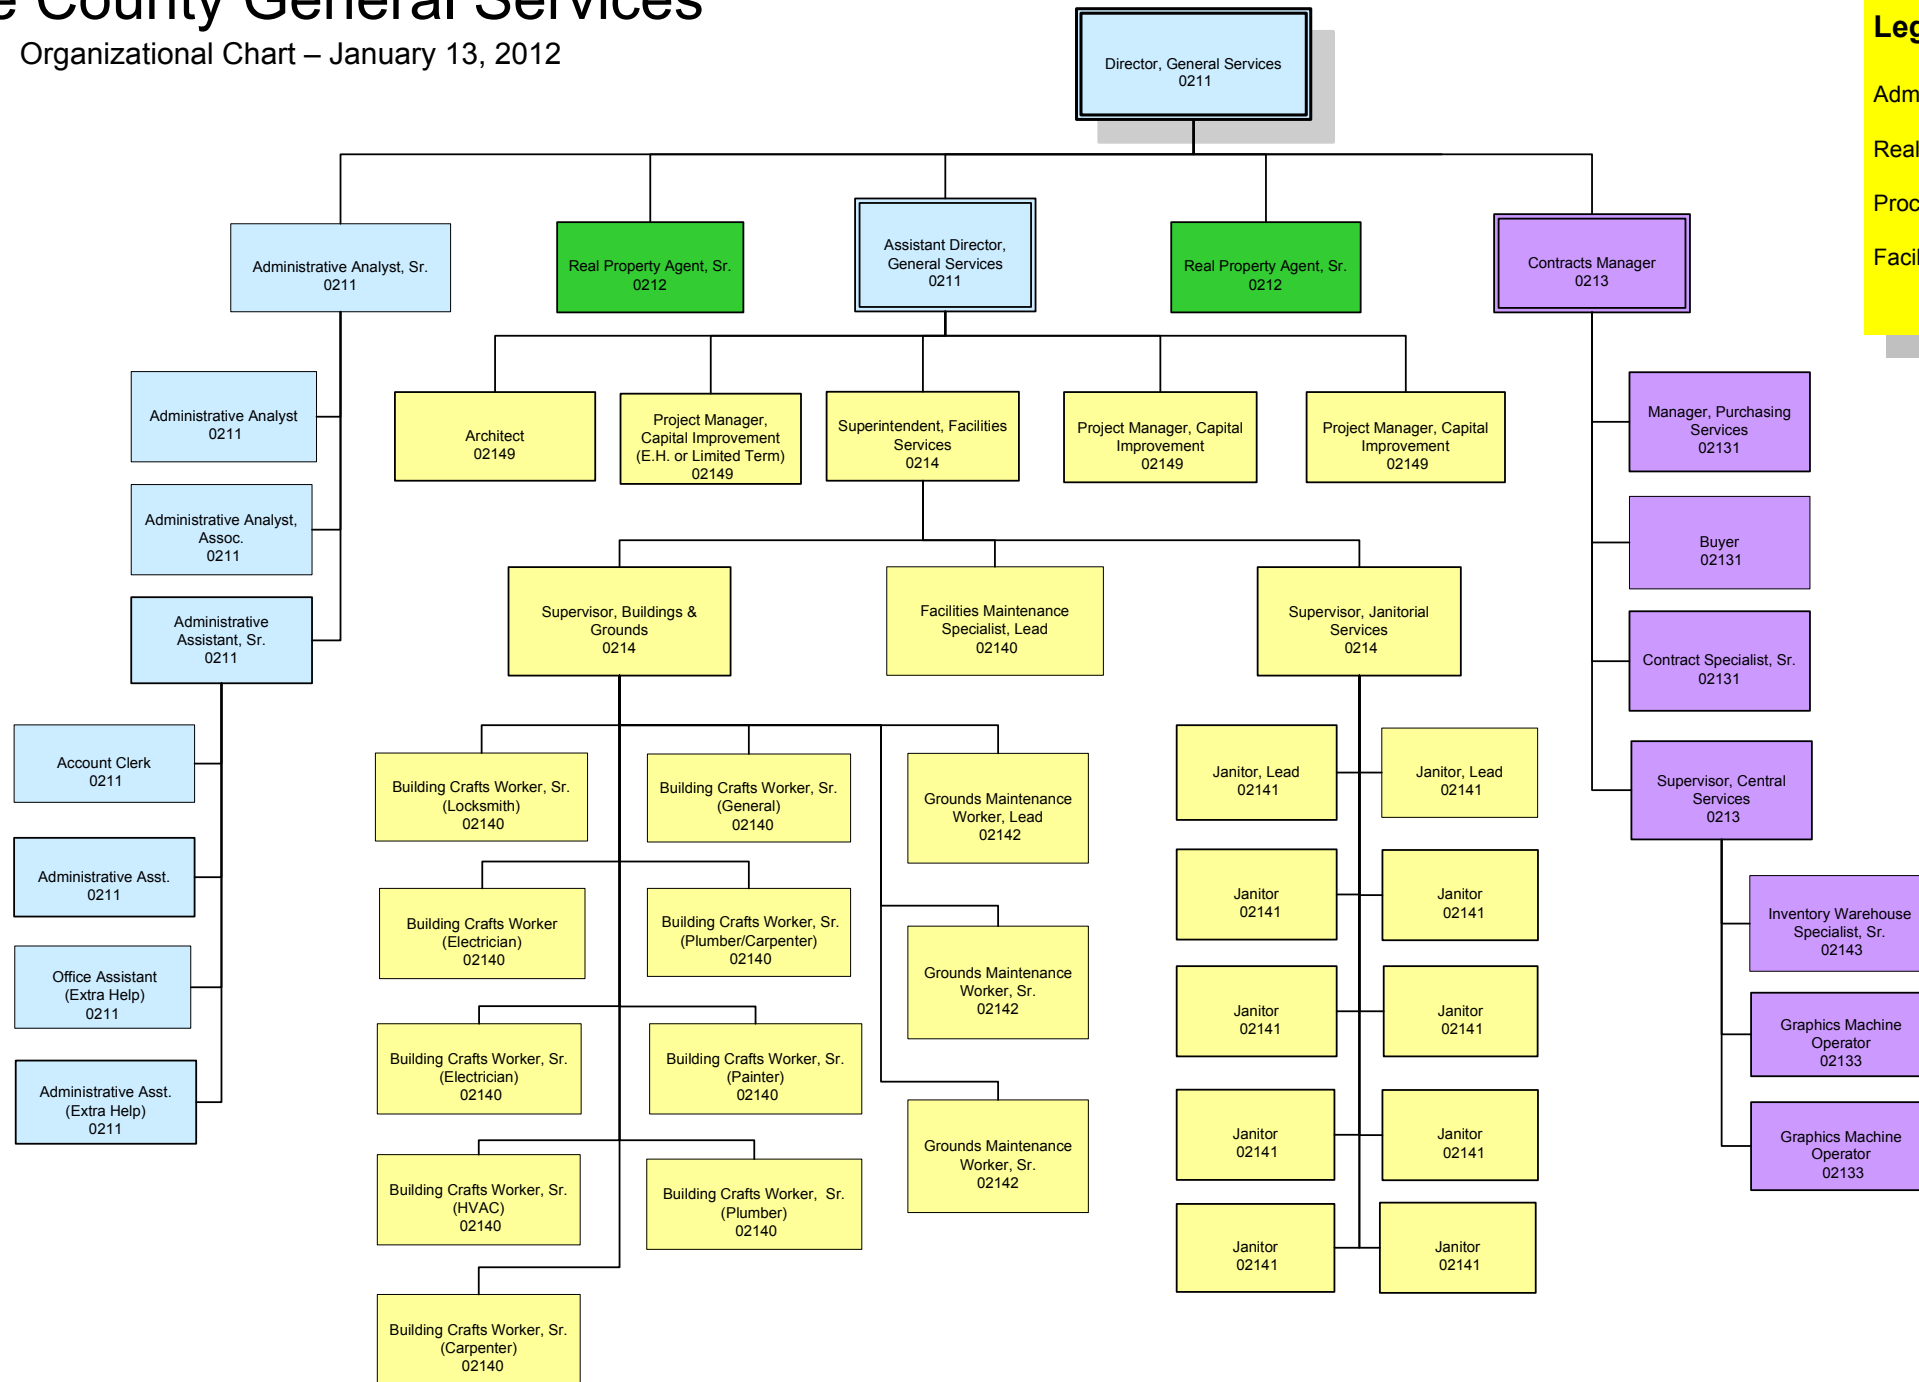 County General Services
Organizational Chart – January 13, 2012
Director, General Services
0211
Administrative Analyst, Sr.
0211
Real Property Agent, Sr.
0212
Assistant Director,
General Services
0211
Real Property Agent, Sr.
0212
Contracts Manager
0213
Administrative Analyst
0211
Administrative Analyst,
Assoc.
0211
Administrative
Assistant, Sr.
0211
Account Clerk
0211
Administrative Asst.
0211
Office Assistant
(Extra Help)
0211
Administrative Asst.
(Extra Help)
0211
Architect
02149
Project Manager,
Capital Improvement
(E.H. or Limited Term)
02149
Superintendent, Facilities
Services
0214
Project Manager, Capital
Improvement
02149
Project Manager, Capital
Improvement
02149
Supervisor, Buildings &
Grounds
0214
Facilities Maintenance
Specialist, Lead
02140
Supervisor, Janitorial
Services
0214
Building Crafts Worker, Sr.
(Locksmith)
02140
Building Crafts Worker, Sr.
(General)
02140
Grounds Maintenance
Worker, Lead
02142
Building Crafts Worker
(Electrician)
02140
Building Crafts Worker, Sr.
(Plumber/Carpenter)
02140
Grounds Maintenance
Worker, Sr.
02142
Building Crafts Worker, Sr.
(Electrician)
02140
Building Crafts Worker, Sr.
(Painter)
02140
Grounds Maintenance
Worker, Sr.
02142
Building Crafts Worker, Sr.
(HVAC)
02140
Building Crafts Worker, Sr.
(Plumber)
02140
Building Crafts Worker, Sr.
(Carpenter)
02140
Janitor, Lead
02141
Janitor, Lead
02141
Janitor
02141
Janitor
02141
Janitor
02141
Janitor
02141
Janitor
02141
Janitor
02141
Janitor
02141
Janitor
02141
Manager, Purchasing
Services
02131
Buyer
02131
Contract Specialist, Sr.
02131
Supervisor, Central
Services
0213
Inventory Warehouse
Specialist, Sr.
02143
Graphics Machine
Operator
02133
Graphics Machine
Operator
02133
Real